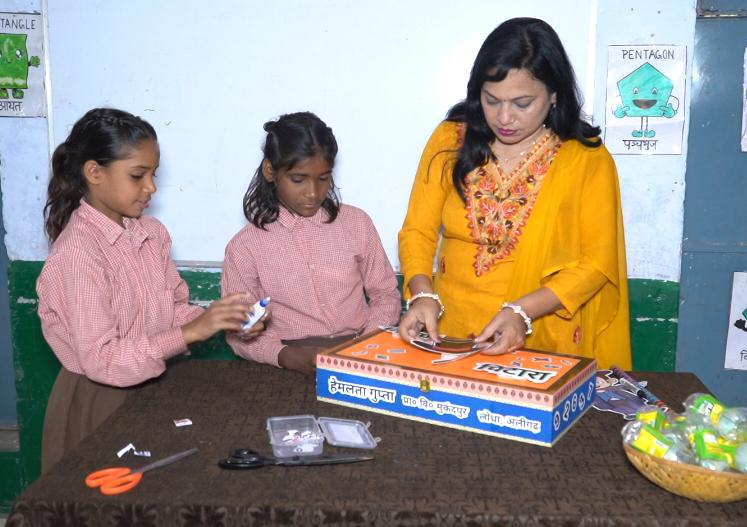 TANGLE
आयत
PENTAGON
पञ्चभुज
पिटारा
हेमलता गुप्ता प्रा० वि० मुकंदपुर लोधा, अलीगढ़